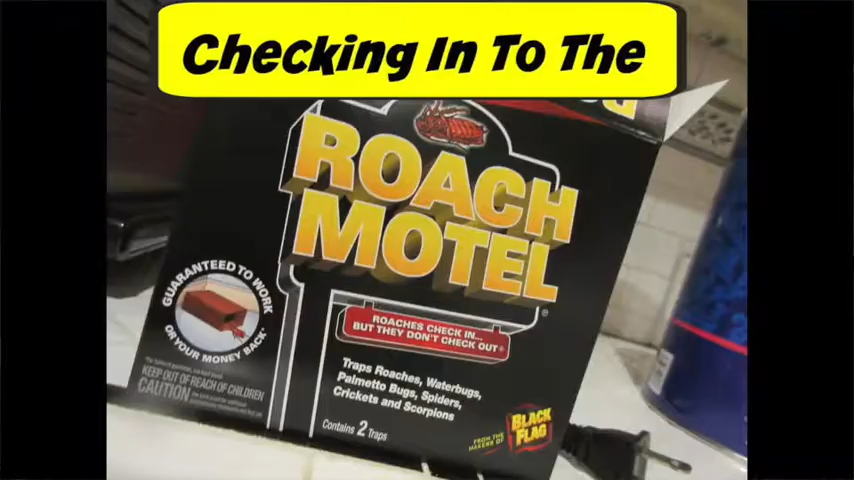 Checking In To The
ROACH
MOTEL®
GUARANTEED TO WORK
OR YOUR MONEY BACK*
ROACHES CHECK IN...
BUT THEY DON'T CHECK OUT®
Traps Roaches, Waterbugs,
Palmetto Bugs, Spiders,
Crickets and Scorpions
KEEP OUT OF REACH OF CHILDREN
CAUTION
Contains 2 Traps
FROM THE
MAKERS OF
BLACK
FLAG